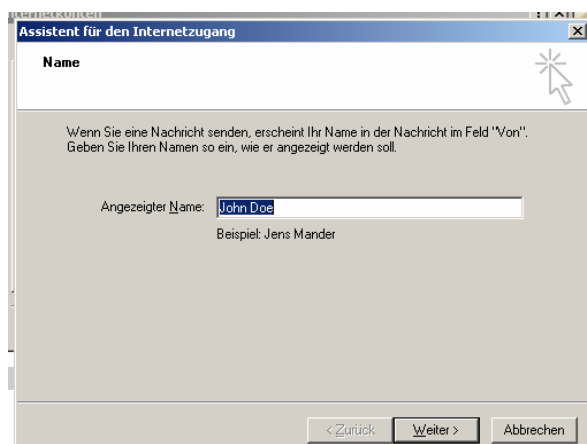 Internetkonten
Assistent für den Internetzugang
Name
Wenn Sie eine Nachricht senden, erscheint Ihr Name in der Nachricht im Feld "Von".
Geben Sie Ihren Namen so ein, wie er angezeigt werden soll.
Angezeigter Name: John Doe
Beispiel: Jens Mander
< Zurück Weiter > Abbrechen